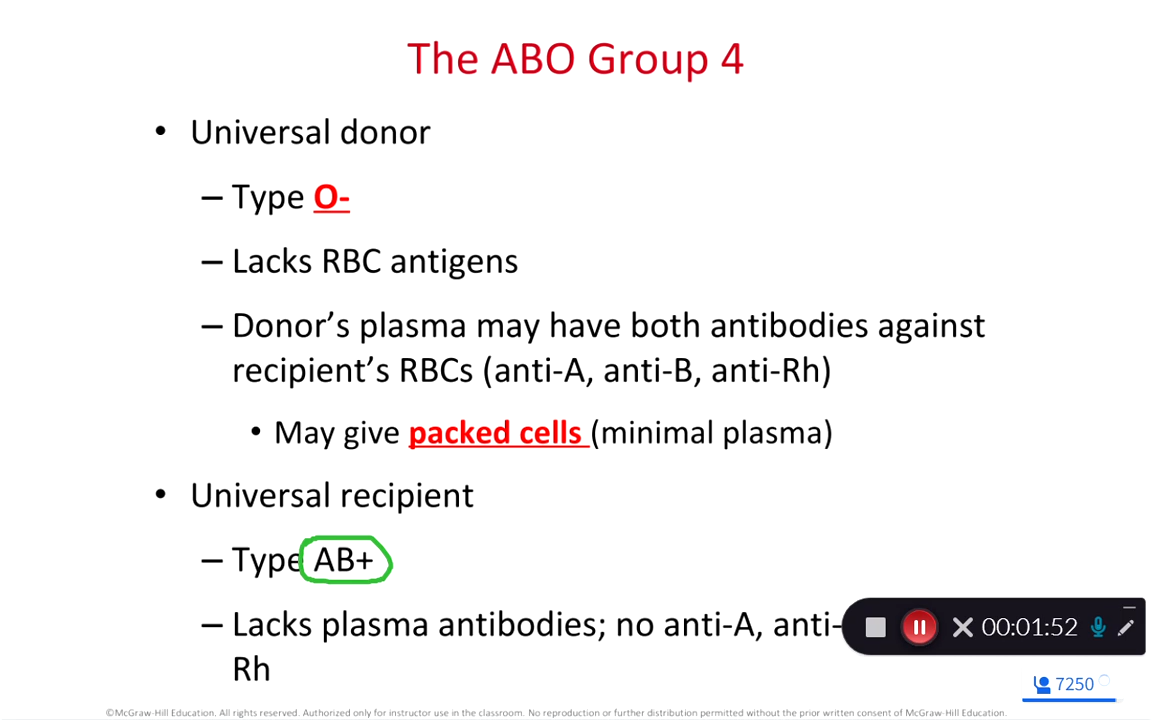 The ABO Group 4
• Universal donor
– Type O-
– Lacks RBC antigens
– Donor’s plasma may have both antibodies against
recipient’s RBCs (anti-A, anti-B, anti-Rh)
• May give packed cells (minimal plasma)
• Universal recipient
– Type AB+
– Lacks plasma antibodies; no anti-A, anti-
Rh
00:01:52
7250
©McGraw-Hill Education. All rights reserved. Authorized only for instructor use in the classroom. No reproduction or further distribution permitted without the prior written consent of McGraw-Hill Education.